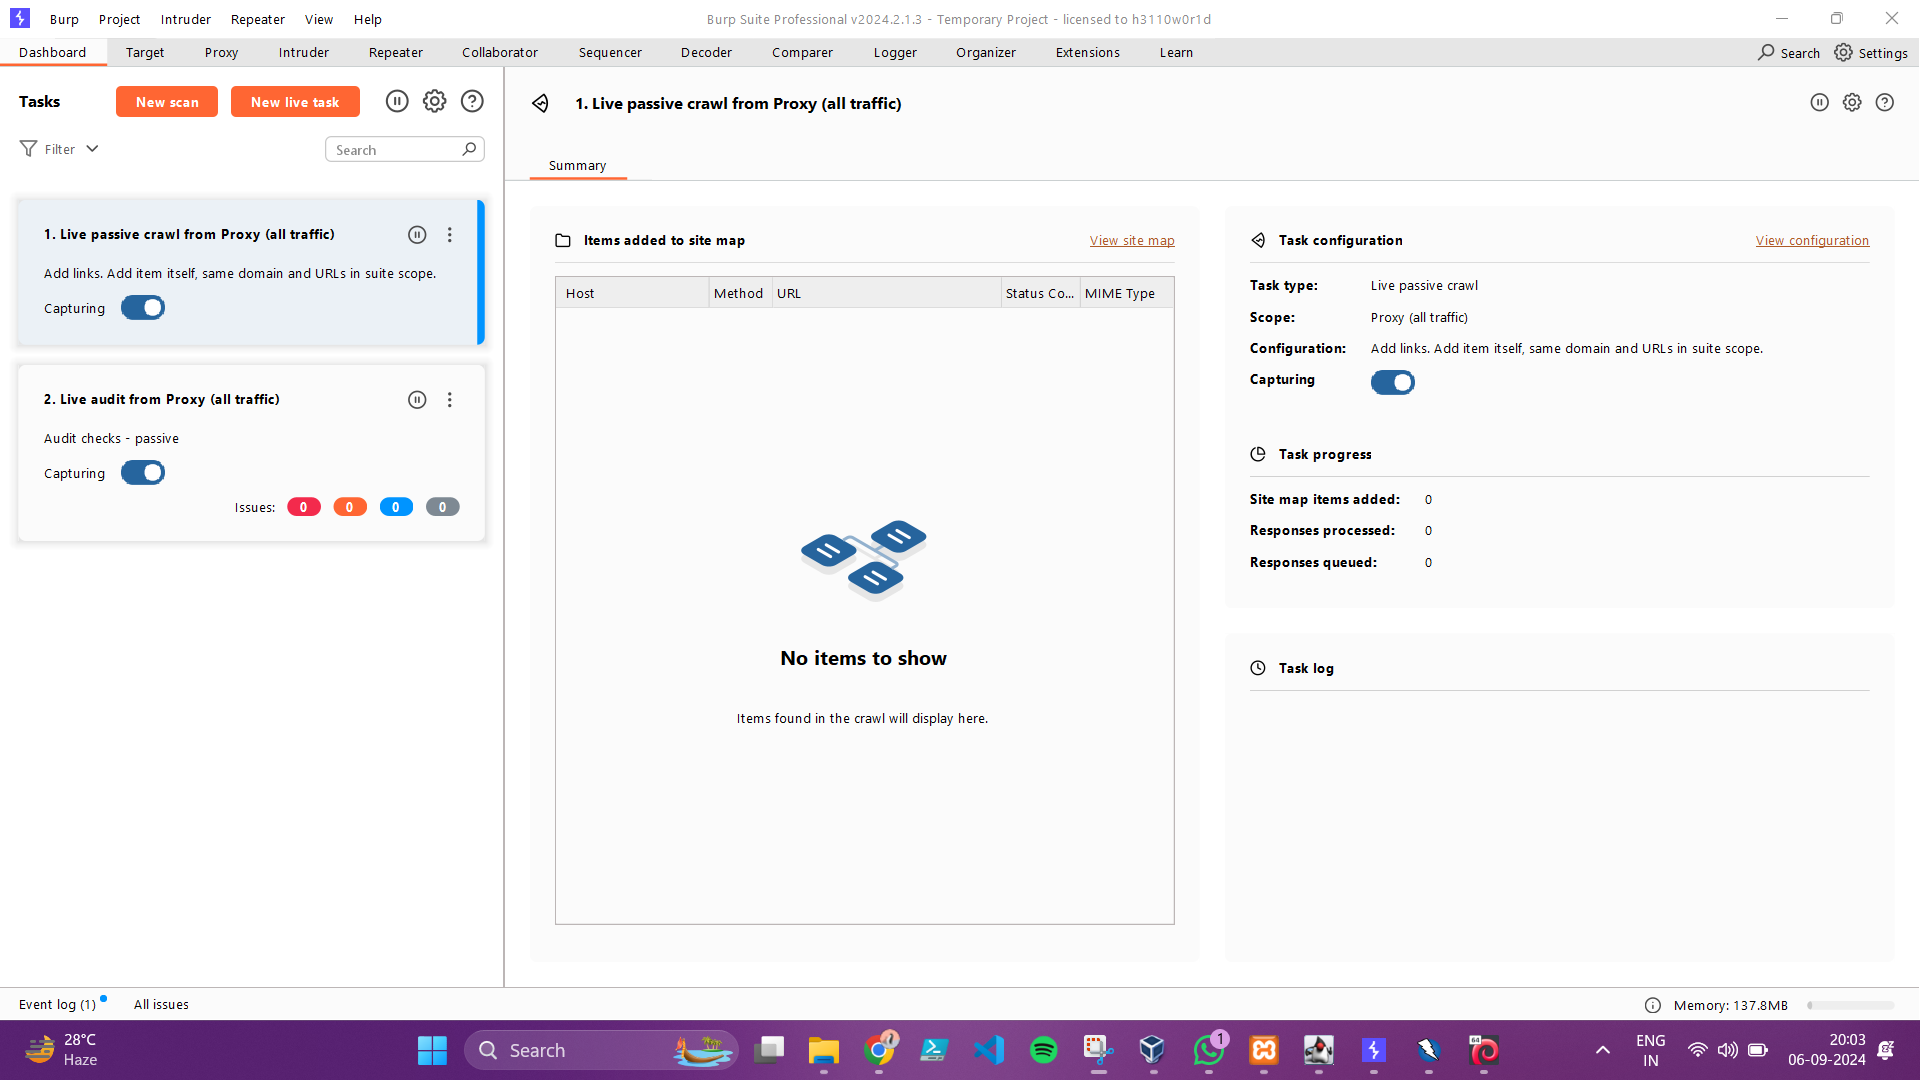 Burp Project Intruder Repeater View Help
Burp Suite Professional v2024.2.1.3 - Temporary Project - licensed to h3110w0r1d
Dashboard Target Proxy Intruder Repeater Collaborator Sequencer Decoder Comparer Logger Organizer Extensions Learn
Search Settings
Tasks
New scan
New live task
Filter
Search
1. Live passive crawl from Proxy (all traffic)
Add links. Add item itself, same domain and URLs in suite scope.
Capturing
2. Live audit from Proxy (all traffic)
Audit checks - passive
Capturing
Issues: 0 0 0 0
1. Live passive crawl from Proxy (all traffic)
Summary
Items added to site map
View site map
Host Method URL Status Co... MIME Type
No items to show
Items found in the crawl will display here.
Task configuration
View configuration
Task type: Live passive crawl
Scope: Proxy (all traffic)
Configuration: Add links. Add item itself, same domain and URLs in suite scope.
Capturing
Task progress
Site map items added: 0
Responses processed: 0
Responses queued: 0
Task log
Event log (1) All issues
Memory: 137.8MB
28°C
Haze
Search
1
64
ENG
IN
20:03
06-09-2024